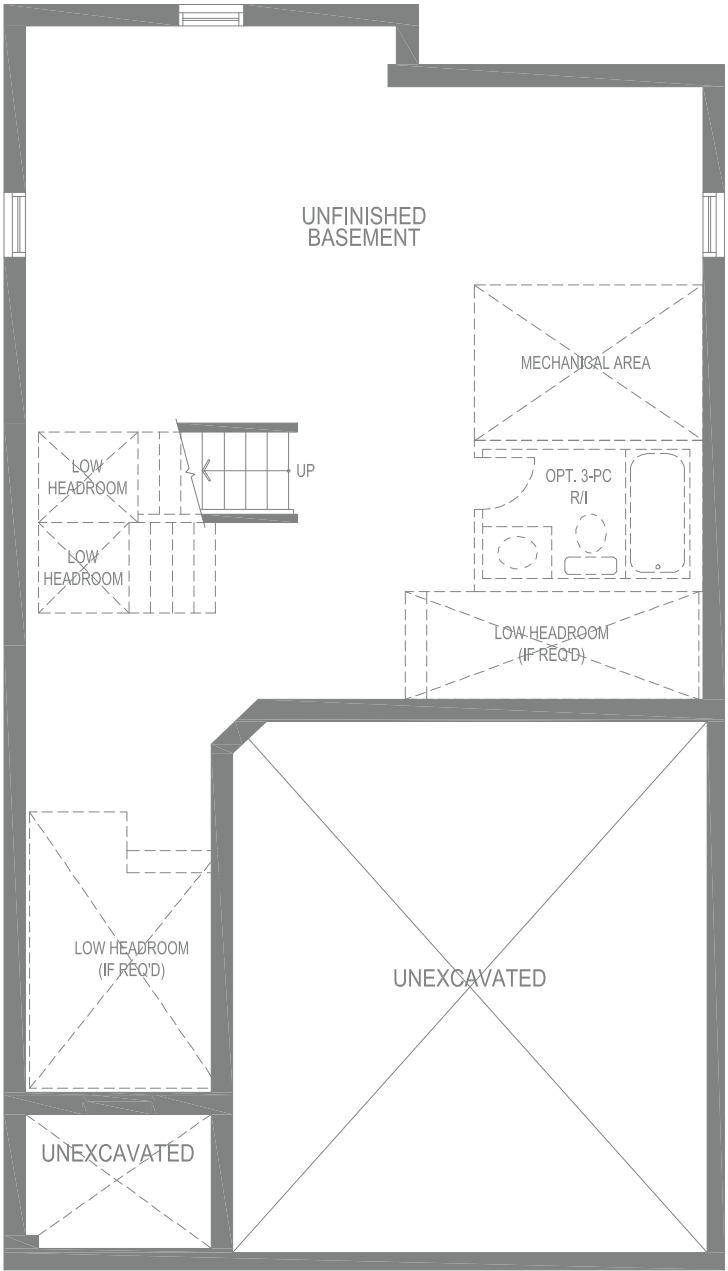 UNFINISHED
BASEMENT
MECHANICAL AREA
LOW
HEADROOM
UP
OPT. 3-PC
R/I
LOW
HEADROOM
LOW HEADROOM
(IF REQ'D)
LOW HEADROOM
(IF REQ'D)
UNEXCAVATED
UNEXCAVATED